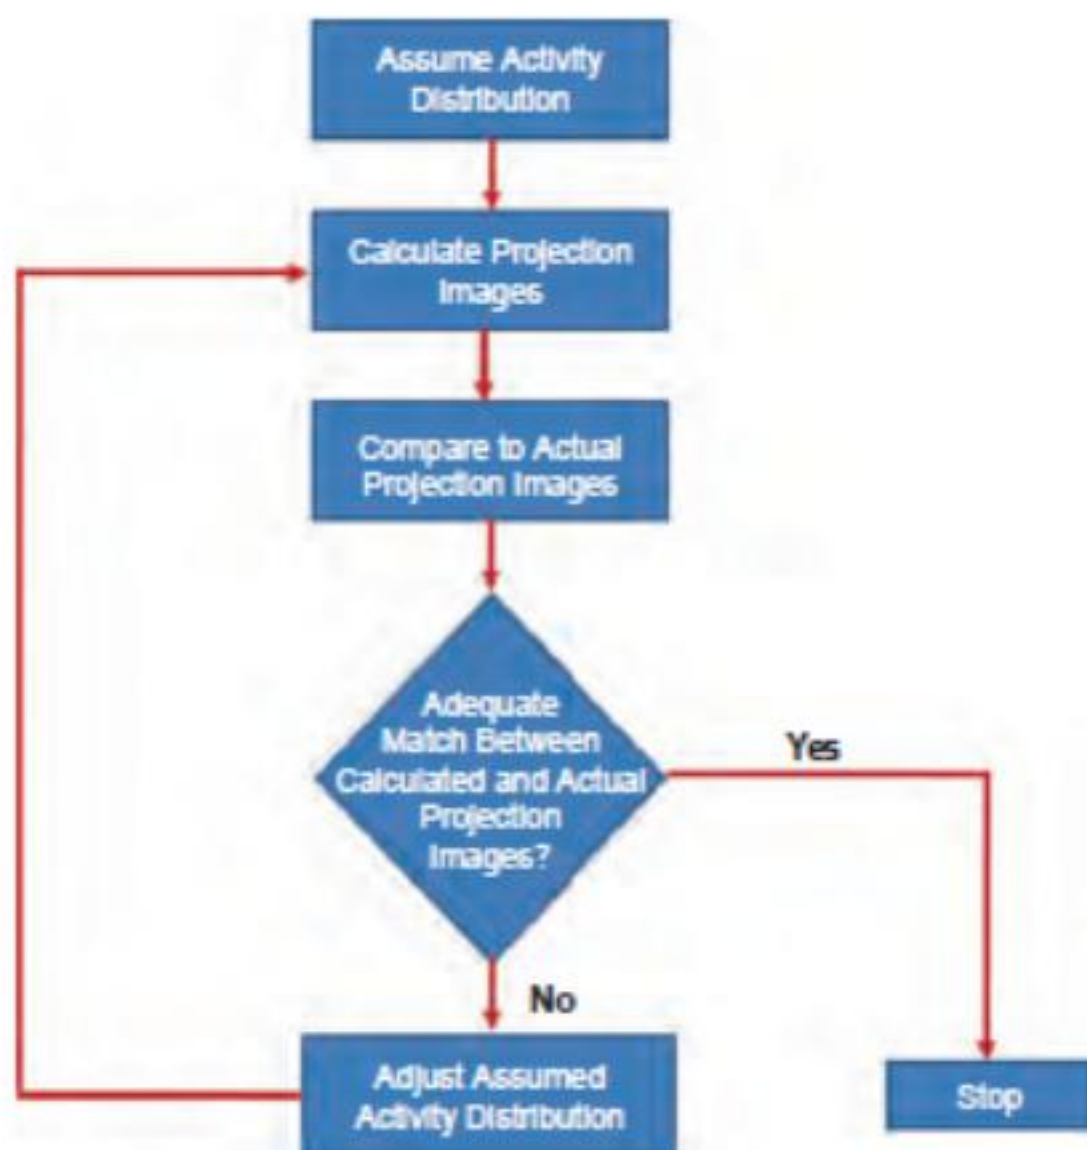 Assume Activity
Distribution
Calculate Projection
Images
Compare to Actual
Projection Images
Adequate
Match Between
Calculated and Actual
Projection
Images?
Yes
No
Adjust Assumed
Activity Distribution
Stop